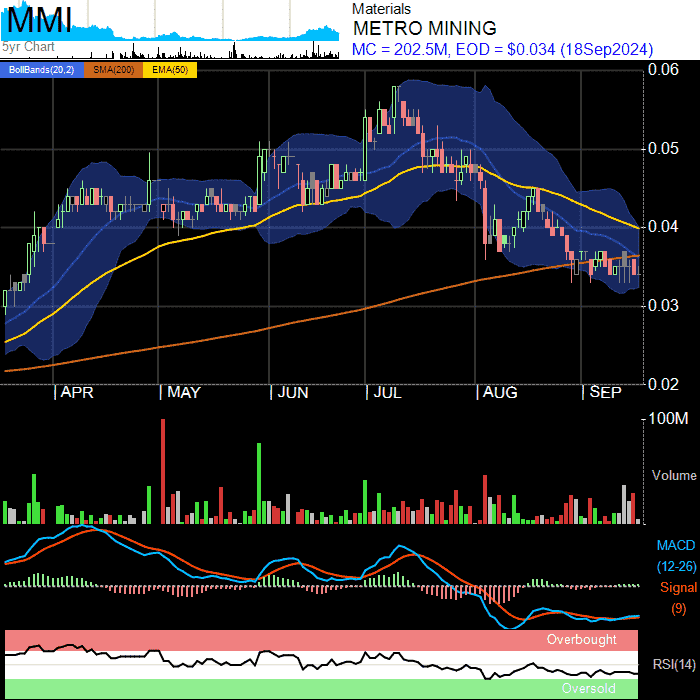 MMI
5yr Chart
Materials
METRO MINING
MC = 202.5M, EOD = $0.034 (18Sep2024)
BollBands(20,2) SMA(200) EMA(50)
0.06
0.05
0.04
0.03
0.02
APR MAY JUN JUL AUG SEP
100M
Volume
MACD
(12-26)
Signal
(9)
Overbought
RSI(14)
Oversold